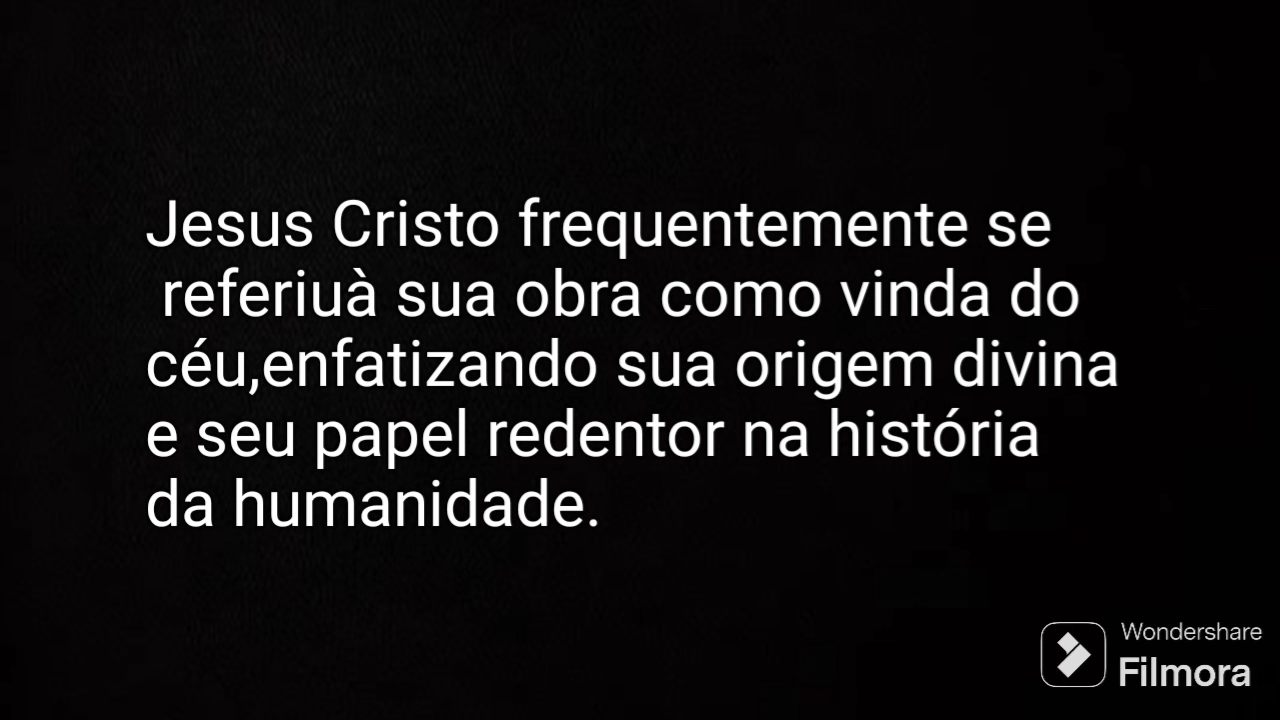 Jesus Cristo frequentemente se
referiuà sua obra como vinda do
céu,enfatizando sua origem divina
e seu papel redentor na história
da humanidade.
Wondershare
Filmora